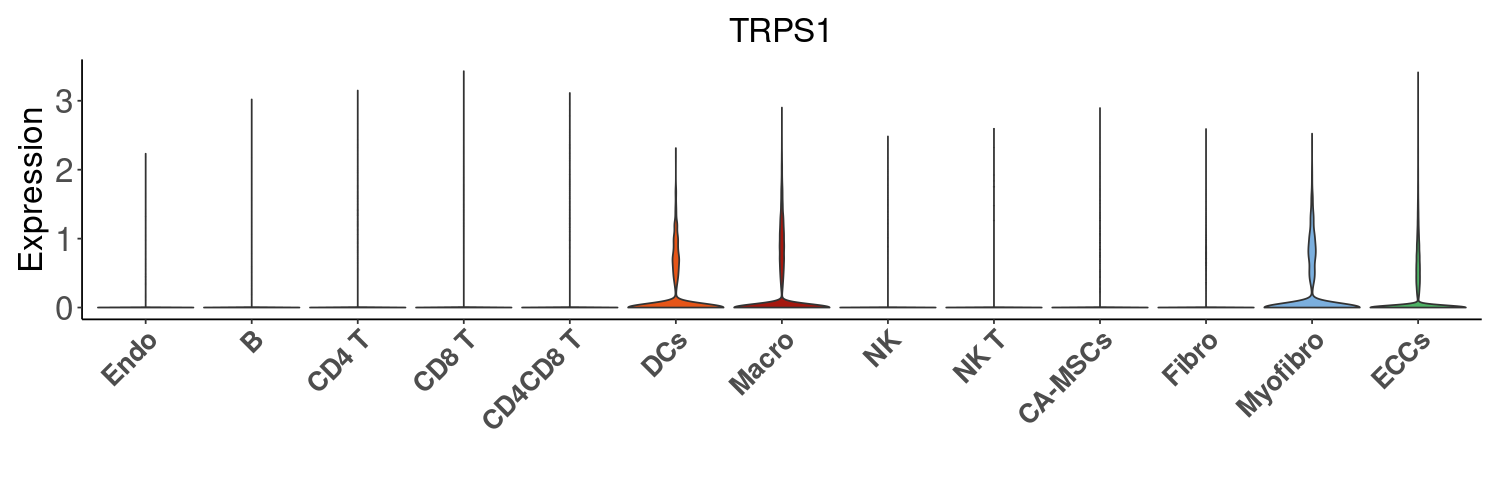 TRPS1
Expression
3
2
1
0
Endo
B
CD4 T
CD8 T
CD4CD8 T
DCs
Macro
NK
NK T
CA-MSCs
Fibro
Myofibro
ECCs